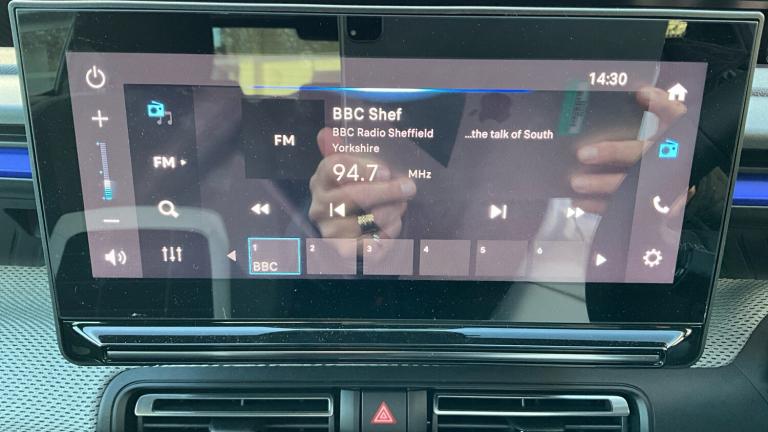 14:30
BBC Shef
BBC Radio Sheffield
Yorkshire
...the talk of South
FM
FM
94.7 MHz
1 2 3 4 5 6
BBC